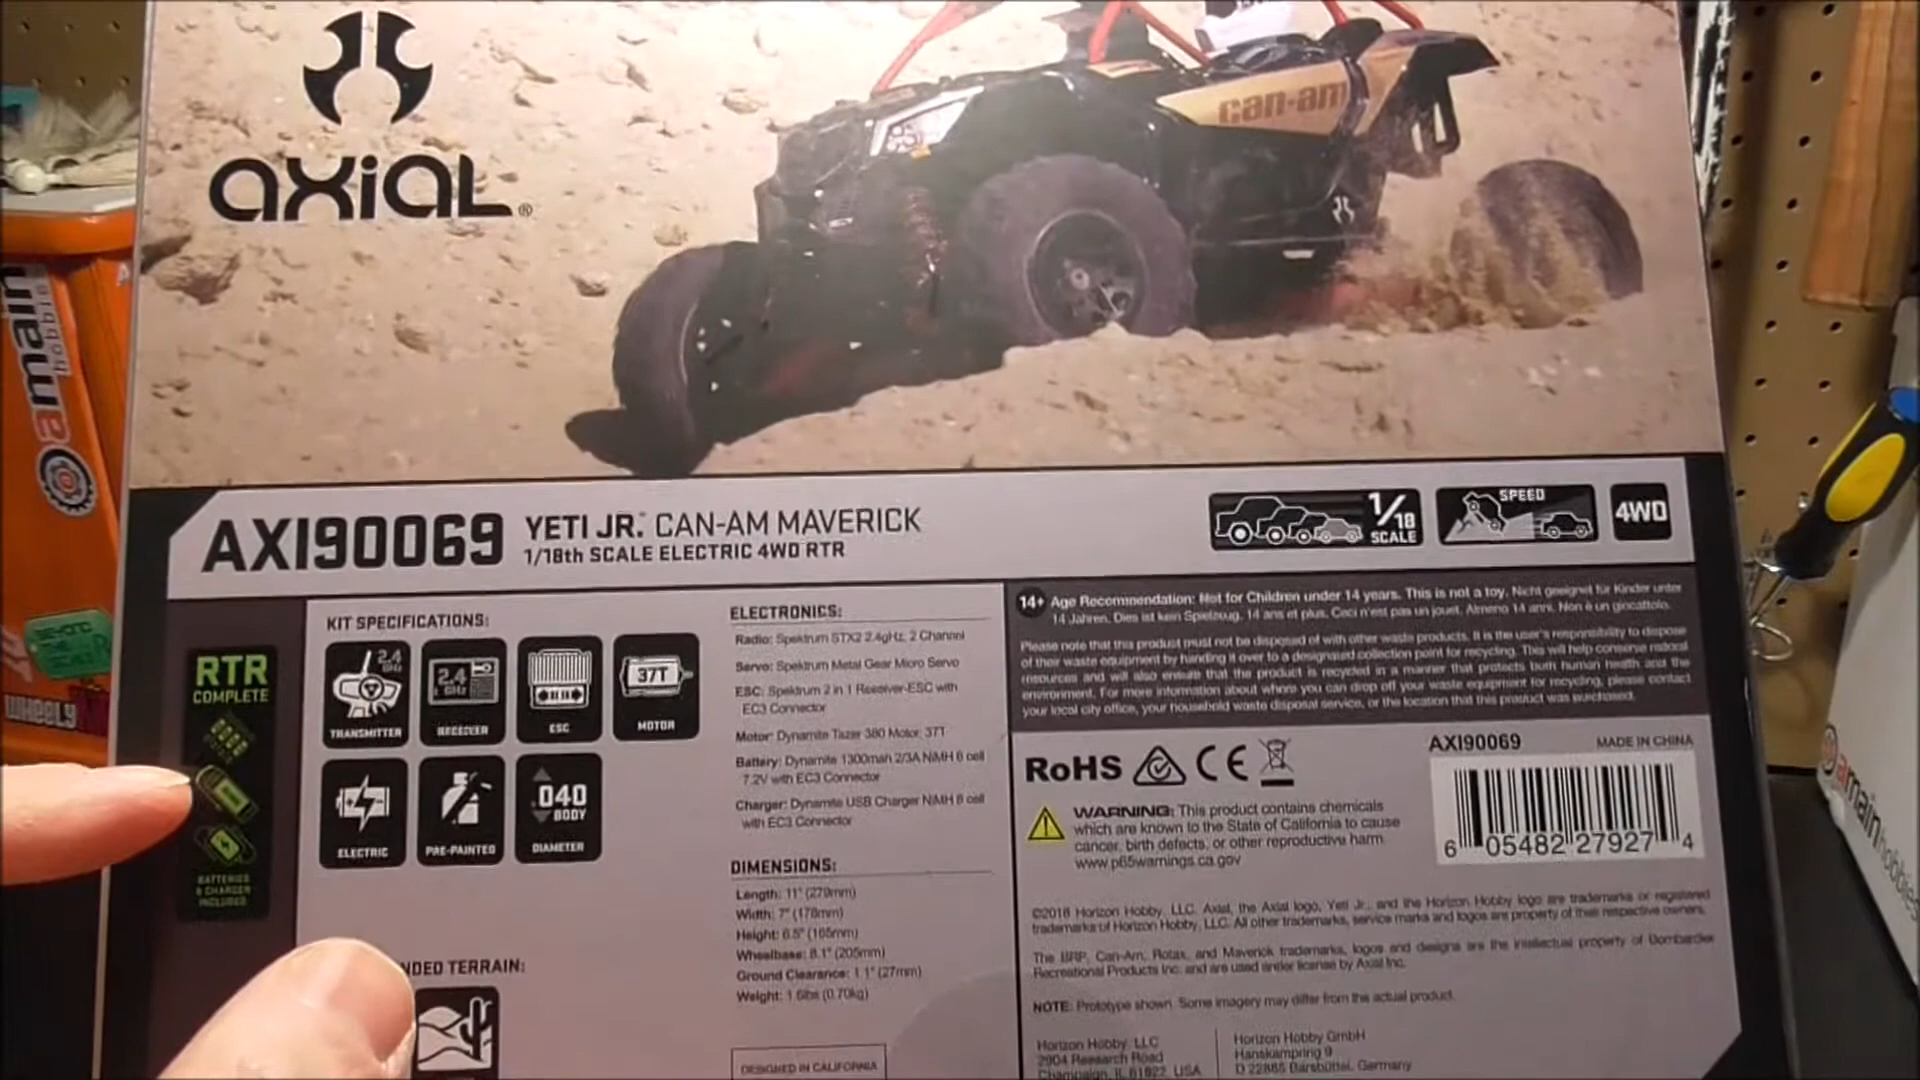 axial®
can-am
amain
hobbies
WHEELY
AXI90069 YETI JR.™ CAN-AM MAVERICK
1/18th SCALE ELECTRIC 4WD RTR
1/18
SCALE
SPEED
4WD
RTR
COMPLETE
BATTERIES
& CHARGER
INCLUDED
KIT SPECIFICATIONS:
2.4
GHz
TRANSMITTER
2.4
GHz
RECEIVER
ESC
37T
MOTOR
ELECTRIC
PRE-PAINTED
.040
BODY
DIAMETER
NDED TERRAIN:
ELECTRONICS:
Radio: Spektrum STX2 2.4gHz, 2 Channel
Servo: Spektrum Metal Gear Micro Servo
ESC: Spektrum 2 in 1 Receiver-ESC with
EC3 Connector
Motor: Dynamite Tazer 380 Motor, 37T
Battery: Dynamite 1300mah 2/3A NiMH 6 cell
7.2V with EC3 Connector
Charger: Dynamite USB Charger NiMH 6 cell
with EC3 Connector
DIMENSIONS:
Length: 11" (279mm)
Width: 7" (178mm)
Height: 6.5" (165mm)
Wheelbase: 8.1" (205mm)
Ground Clearance: 1.1" (27mm)
Weight: 1.6lbs (0.70kg)
DESIGNED IN CALIFORNIA
14+ Age Recommendation: Not for Children under 14 years. This is not a toy. Nicht geeignet für Kinder unter
14 Jahren. Dies ist kein Spielzeug. 14 ans et plus. Ceci n'est pas un jouet. Almeno 14 anni. Non è un giocattolo.
Please note that this product must not be disposed of with other waste products. It is the user's responsibility to dispose
of their waste equipment by handing it over to a designated collection point for recycling. This will help conserve natural
resources and will also ensure that the product is recycled in a manner that protects both human health and the
environment. For more information about where you can drop off your waste equipment for recycling, please contact
your local city office, your household waste disposal service, or the location that this product was purchased.
RoHS CE
WARNING: This product contains chemicals
which are known to the State of California to cause
cancer, birth defects, or other reproductive harm.
www.p65warnings.ca.gov
AXI90069 MADE IN CHINA
6 05482 27927 4
©2018 Horizon Hobby, LLC. Axial, the Axial logo, Yeti Jr., and the Horizon Hobby logo are trademarks or registered
trademarks of Horizon Hobby, LLC. All other trademarks, service marks and logos are property of their respective owners.
The BRP, Can-Am, Rotax, and Maverick trademarks, logos and designs are the intellectual property of Bombardier
Recreational Products Inc. and are used under license by Axial Inc.
NOTE: Prototype shown. Some imagery may differ from the actual product.
Horizon Hobby, LLC
2904 Research Road
Champaign, IL 61822, USA
Horizon Hobby GmbH
Hanskampring 9
D 22885 Barsbüttel, Germany
amainhobbies